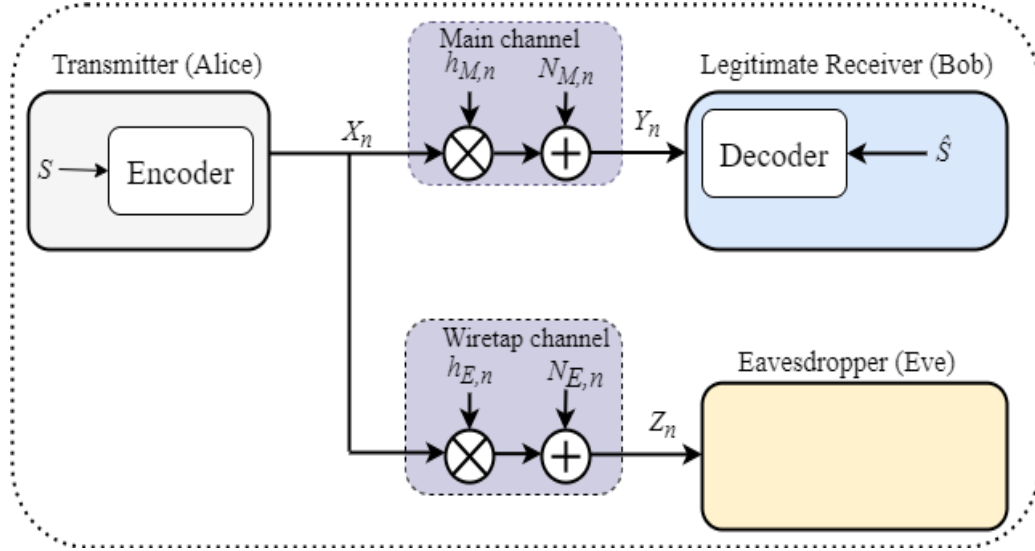 Transmitter (Alice)
S
Encoder
X_n
Main channel
h_{M,n}
N_{M,n}
Y_n
Legitimate Receiver (Bob)
Decoder
Ŝ
Wiretap channel
h_{E,n}
N_{E,n}
Z_n
Eavesdropper (Eve)